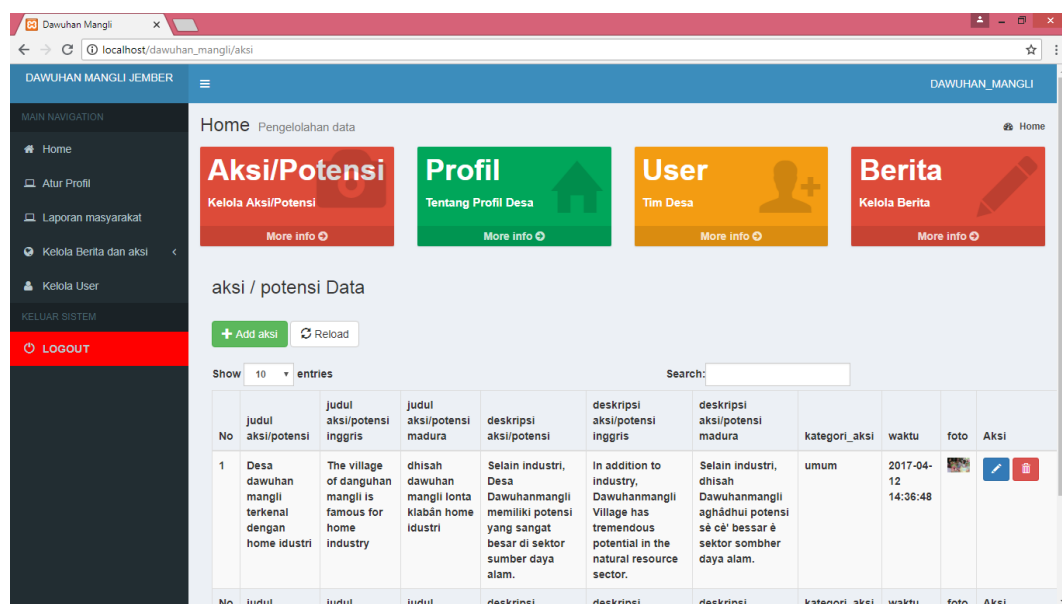 Dawuhan Mangli
localhost/dawuhan_mangli/aksi
DAWUHAN MANGLI JEMBER
DAWUHAN_MANGLI
MAIN NAVIGATION
Home
Atur Profil
Laporan masyarakat
Kelola Berita dan aksi
Kelola User
KELUAR SISTEM
LOGOUT
Home Pengelolahan data
Home
Aksi/Potensi
Kelola Aksi/Potensi
More info
Profil
Tentang Profil Desa
More info
User
Tim Desa
More info
Berita
Kelola Berita
More info
aksi / potensi Data
Add aksi
Reload
Show 10 entries
Search:
No
judul
aksi/potensi
judul
aksi/potensi
inggris
judul
aksi/potensi
madura
deskripsi
aksi/potensi
deskripsi
aksi/potensi
inggris
deskripsi
aksi/potensi
madura
kategori_aksi
waktu
foto
Aksi
1
Desa
dawuhan
mangli
terkenal
dengan
home idustri
The village
of danguhan
mangli is
famous for
home
industry
dhisah
dawuhan
mangli lonta
klabân home
idustri
Selain industri,
Desa
Dawuhanmangli
memiliki potensi
yang sangat
besar di sektor
sumber daya
alam.
In addition to
industry,
Dawuhanmangli
Village has
tremendous
potential in the
natural resource
sector.
Selain industri,
dhisah
Dawuhanmangli
aghâdhui potensi
sè cè' bessar è
sektor sombher
daya alam.
umum
2017-04-
12
14:36:48
No
judul
judul
judul
deskripsi
deskripsi
deskripsi
kategori_aksi
waktu
foto
Aksi